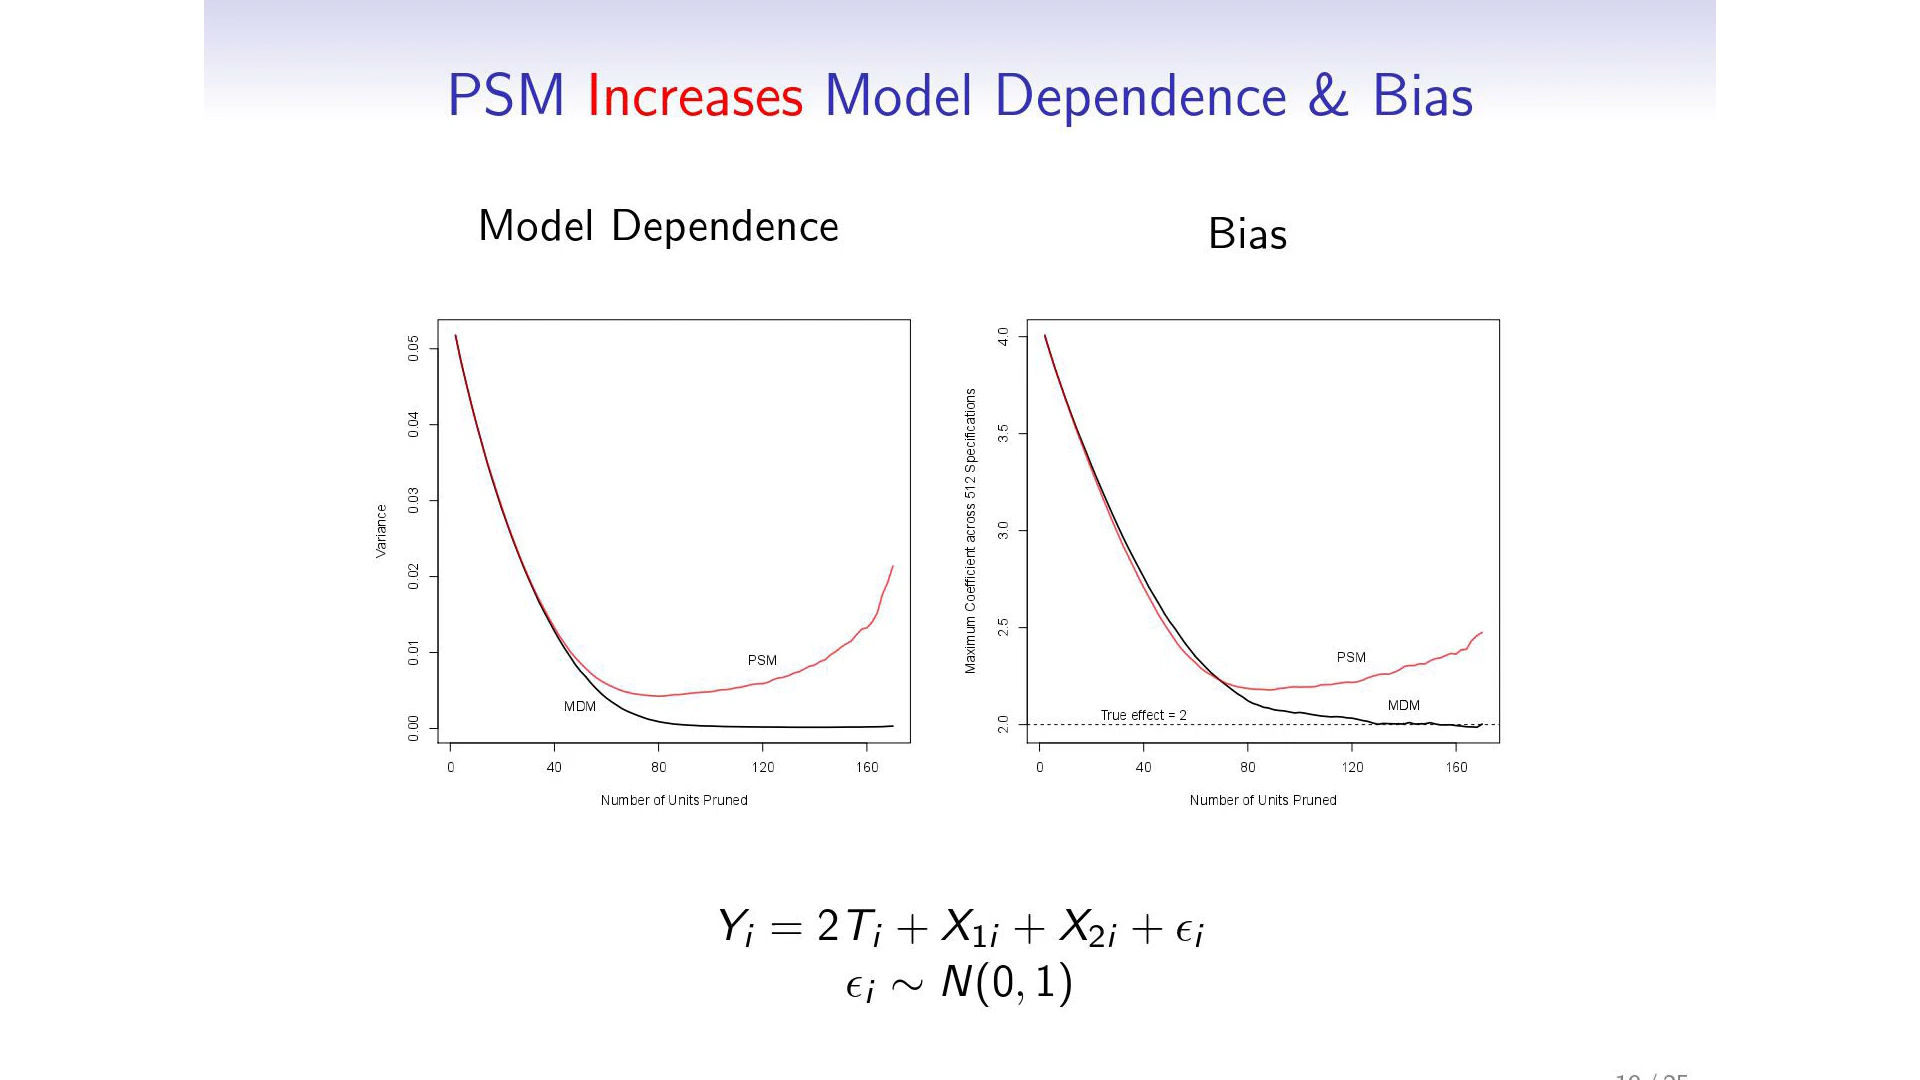 PSM Increases Model Dependence & Bias
Model Dependence
Bias
Variance
0.05
0.04
0.03
0.02
0.01
0.00
PSM
MDM
0 40 80 120 160
Number of Units Pruned
Maximum Coefficient across 512 Specifications
4.0
3.5
3.0
2.5
2.0
PSM
MDM
True effect = 2
0 40 80 120 160
Number of Units Pruned
Yᵢ = 2Tᵢ + X₁ᵢ + X₂ᵢ + ϵᵢ
ϵᵢ ∼ N(0, 1)